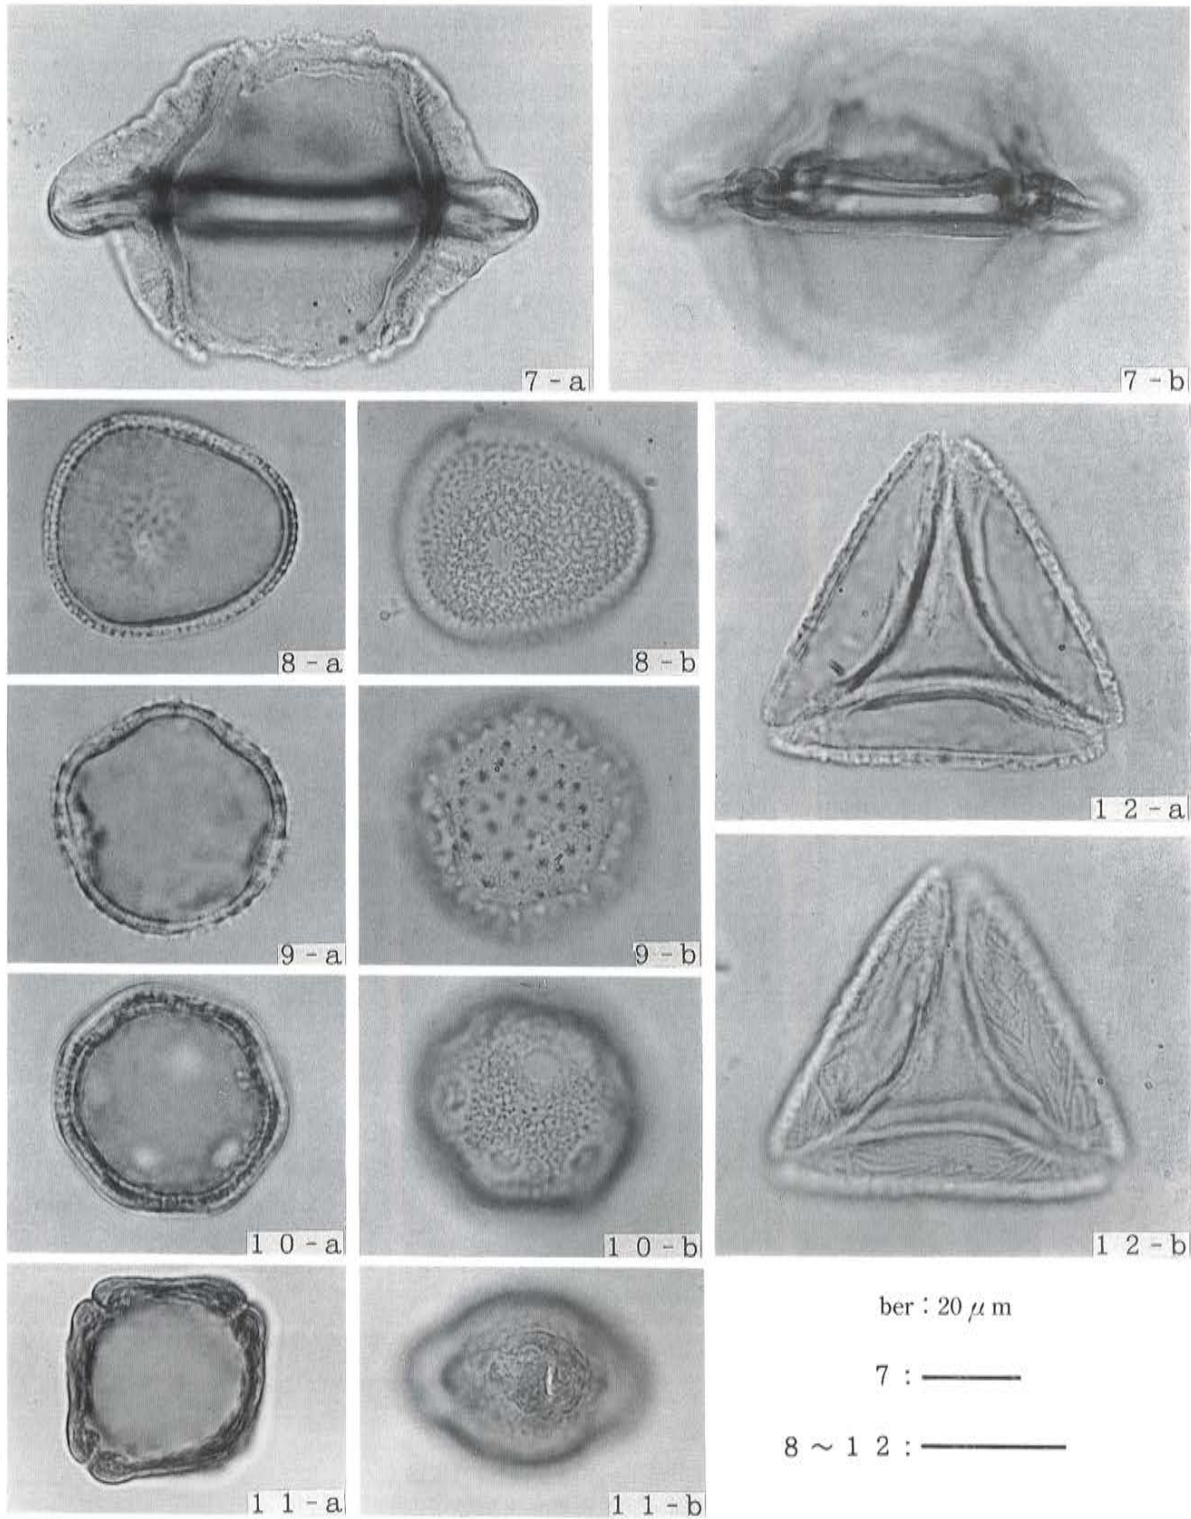 7-a
7-b
8-a
8-b
12-a
9-a
9-b
10-a
10-b
12-b
ber : 20 μm
7 :
8 ~ 12 :
11-a
11-b